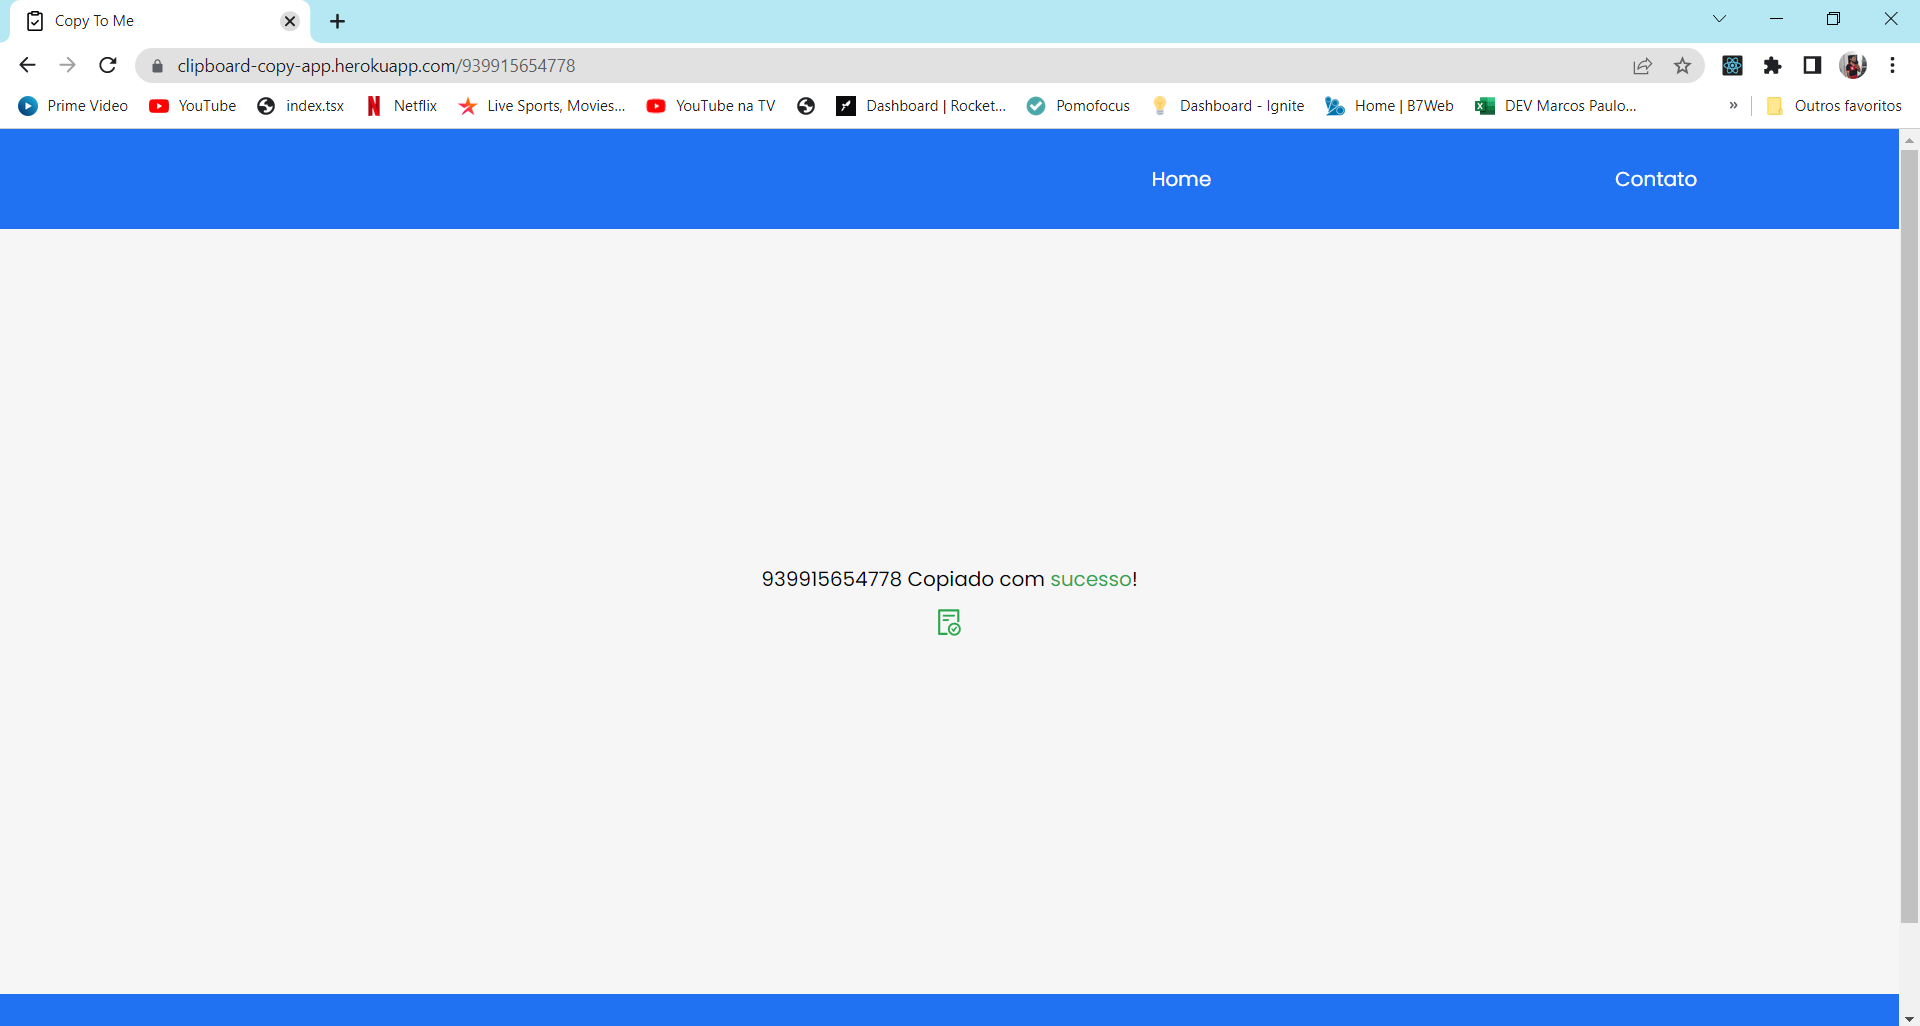 Copy To Me
clipboard-copy-app.herokuapp.com/939915654778
Prime Video YouTube index.tsx Netflix Live Sports, Movies... YouTube na TV Dashboard | Rocket... Pomofocus Dashboard - Ignite Home | B7Web DEV Marcos Paulo... » Outros favoritos
Home Contato
939915654778 Copiado com sucesso!